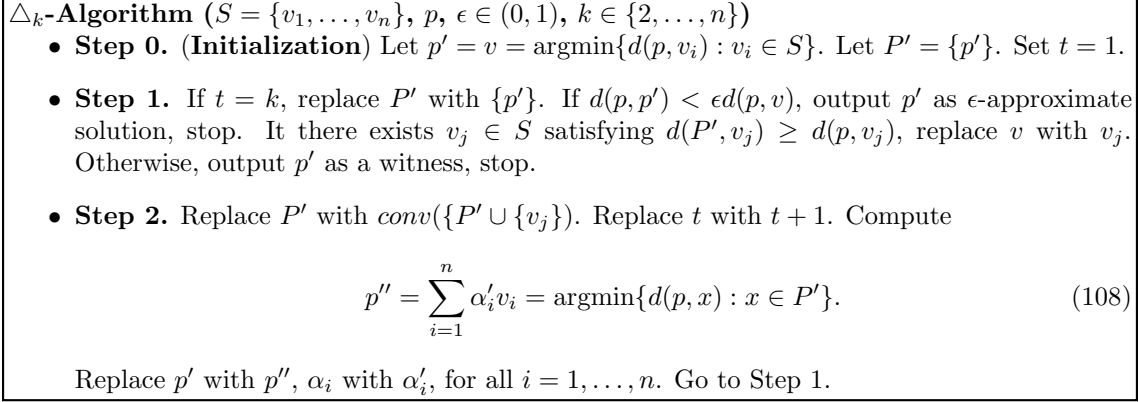 △ₖ-Algorithm (S = {v₁, . . . , vₙ}, p, ϵ ∈ (0, 1), k ∈ {2, . . . , n})
• Step 0. (Initialization) Let p′ = v = argmin{d(p, vᵢ) : vᵢ ∈ S}. Let P′ = {p′}. Set t = 1.
• Step 1. If t = k, replace P′ with {p′}. If d(p, p′) < ϵd(p, v), output p′ as ϵ-approximate
solution, stop. It there exists vⱼ ∈ S satisfying d(P′, vⱼ) ≥ d(p, vⱼ), replace v with vⱼ.
Otherwise, output p′ as a witness, stop.
• Step 2. Replace P′ with conv({P′ ∪ {vⱼ}). Replace t with t + 1. Compute
p′′ = ∑ⁿᵢ₌₁ α′ᵢvᵢ = argmin{d(p, x) : x ∈ P′}. (108)
Replace p′ with p′′, αᵢ with α′ᵢ, for all i = 1, . . . , n. Go to Step 1.